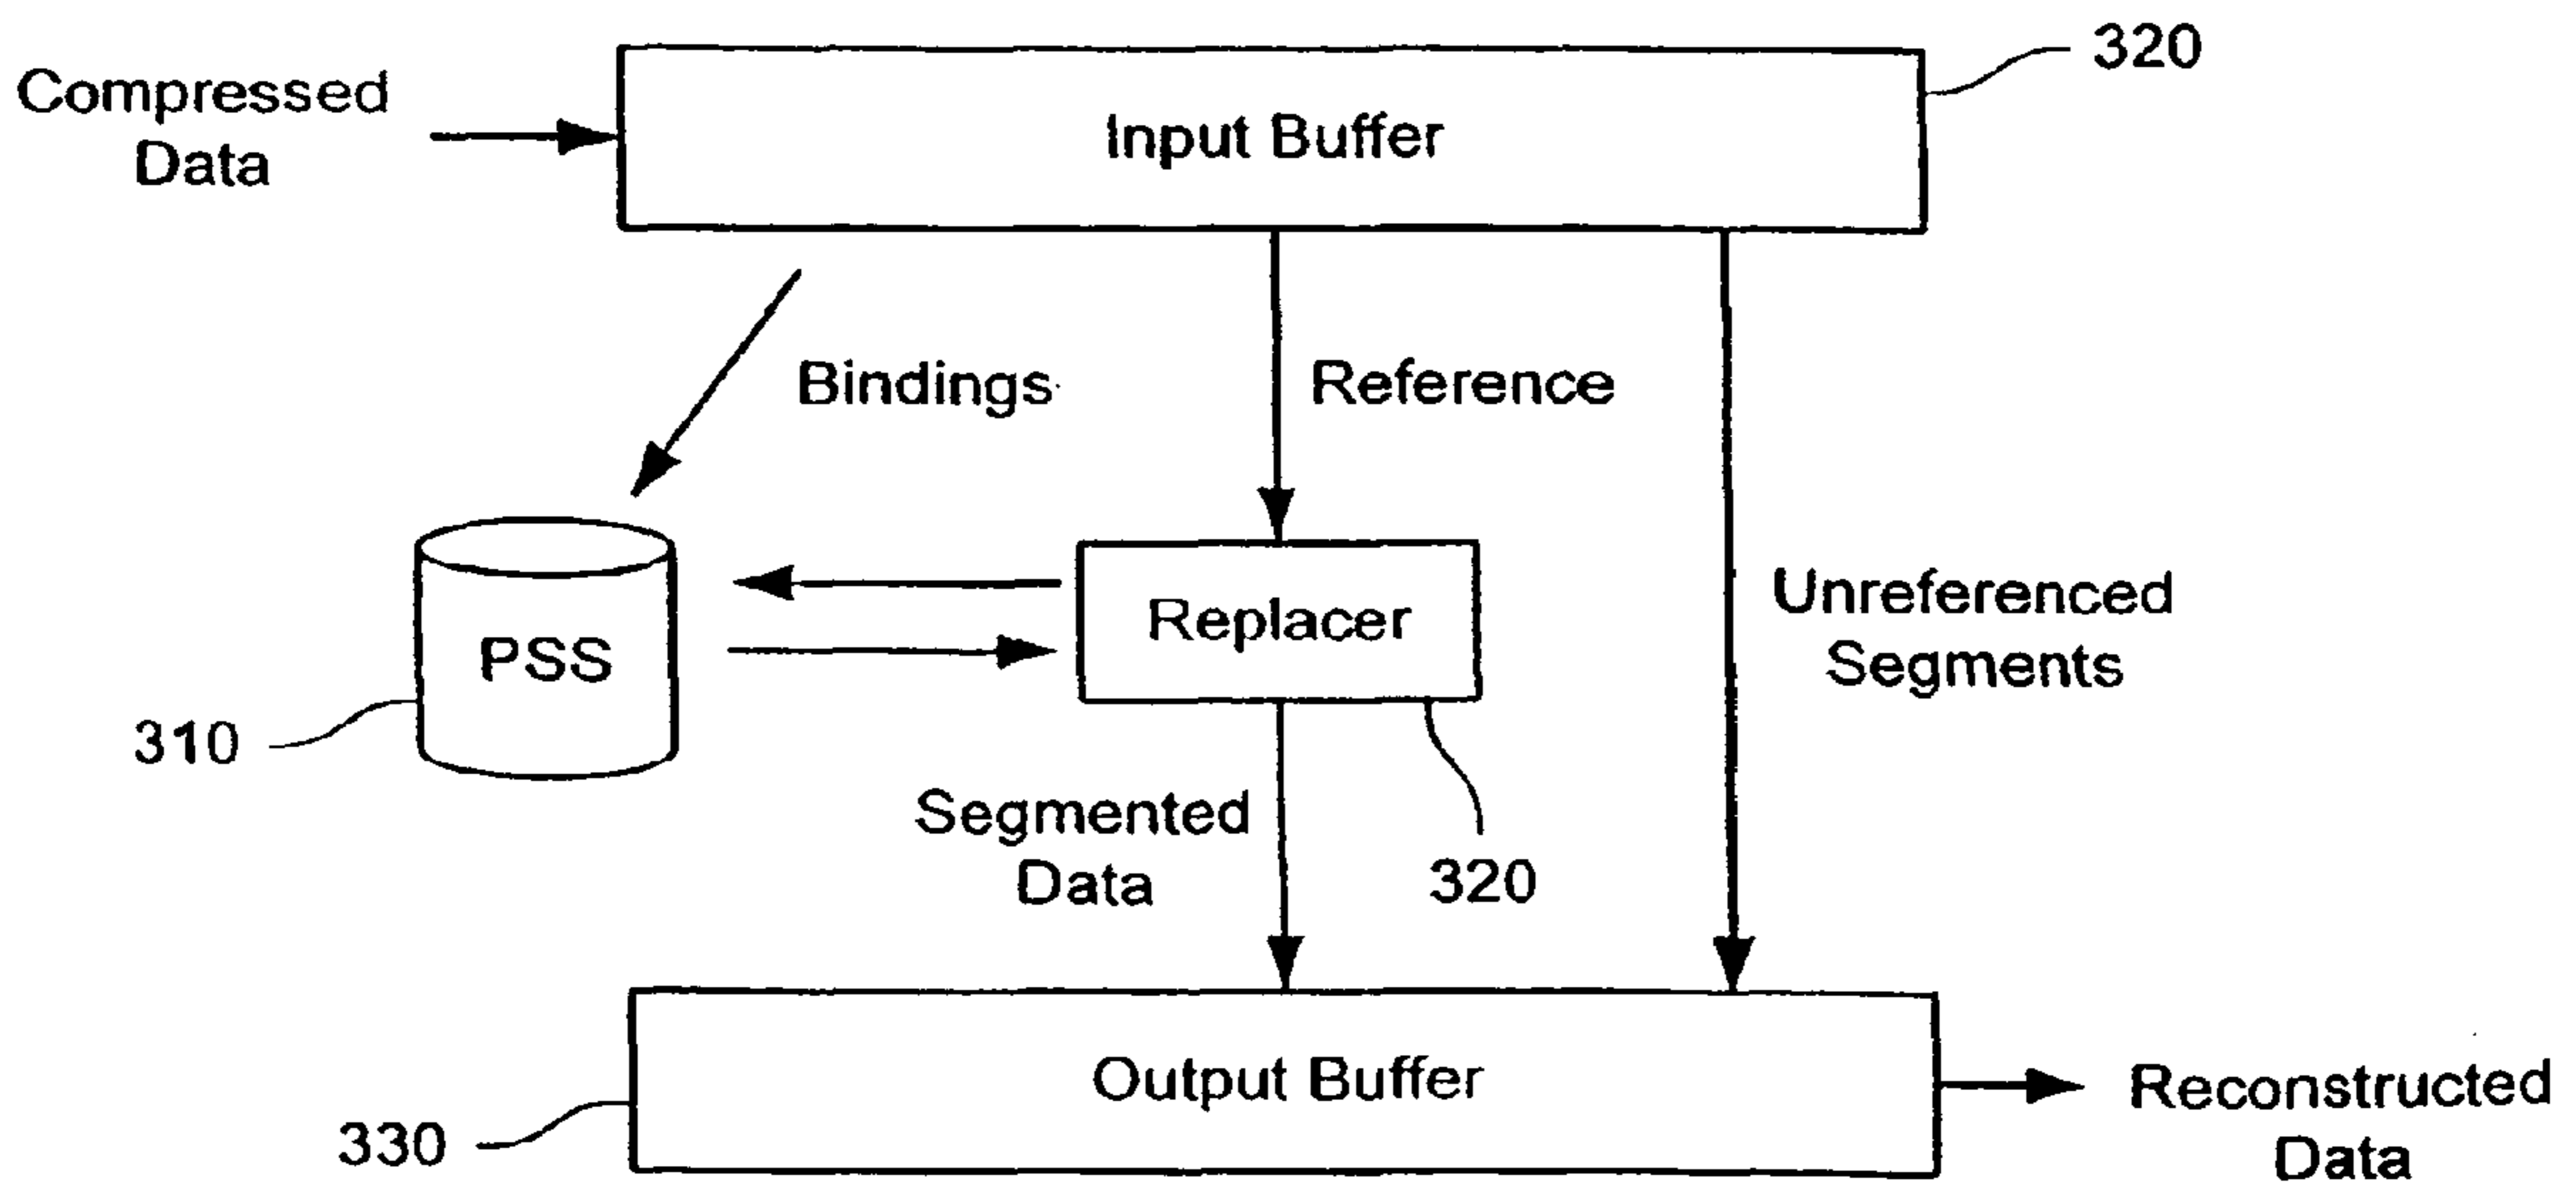 320
Compressed
Data
Input Buffer
Bindings
Reference
PSS
Replacer
Unreferenced
Segments
310
Segmented
Data
320
Output Buffer
330
Reconstructed
Data